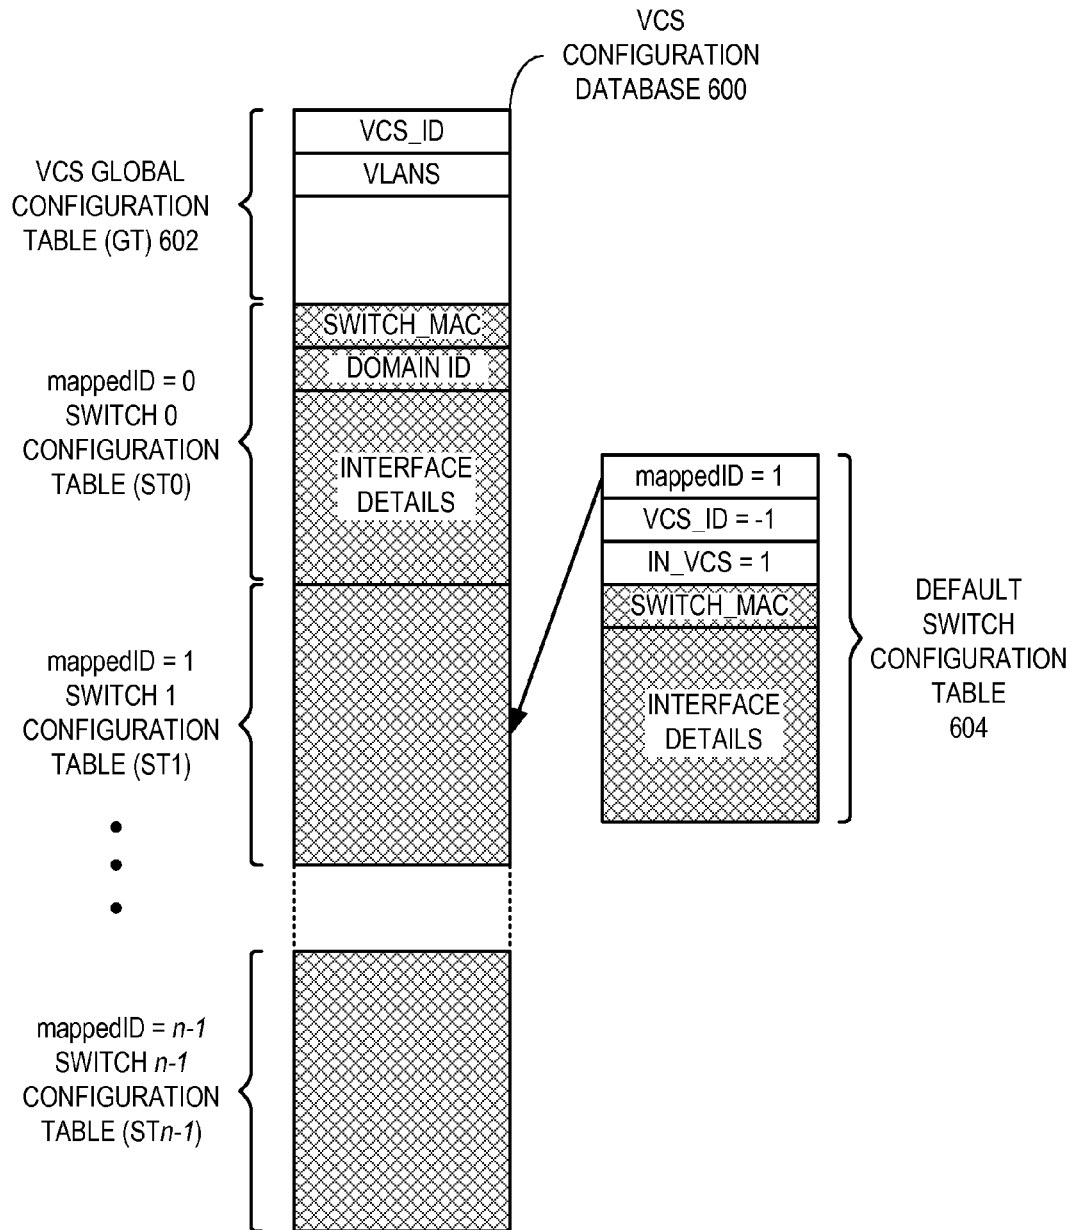 VCS
CONFIGURATION
DATABASE 600
VCS_ID
VLANS
VCS GLOBAL
CONFIGURATION
TABLE (GT) 602
SWITCH_MAC
DOMAIN ID
INTERFACE
DETAILS
mappedID = 0
SWITCH 0
CONFIGURATION
TABLE (ST0)
mappedID = 1
VCS_ID = -1
IN_VCS = 1
SWITCH_MAC
INTERFACE
DETAILS
DEFAULT
SWITCH
CONFIGURATION
TABLE
604
mappedID = 1
SWITCH 1
CONFIGURATION
TABLE (ST1)
mappedID = n-1
SWITCH n-1
CONFIGURATION
TABLE (STn-1)